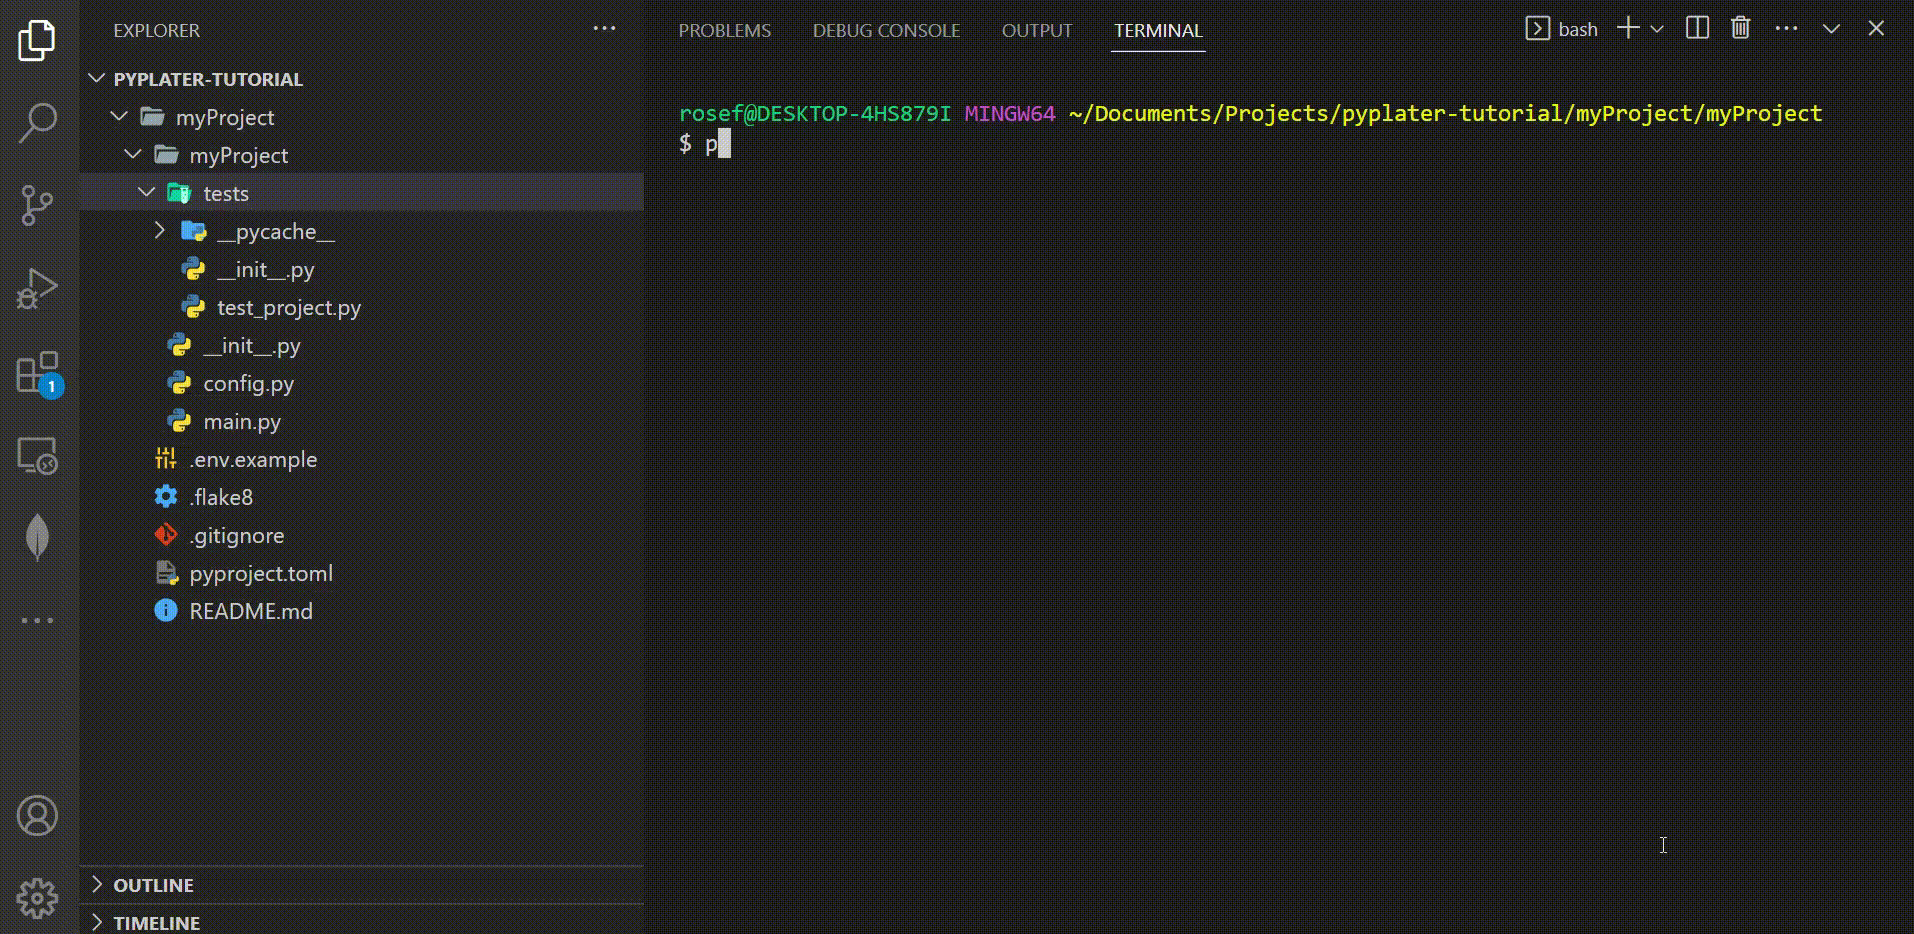 EXPLORER
PYPLATER-TUTORIAL
myProject
myProject
tests
__pycache__
__init__.py
test_project.py
__init__.py
config.py
main.py
.env.example
.flake8
.gitignore
pyproject.toml
README.md
OUTLINE
TIMELINE
1
PROBLEMS DEBUG CONSOLE OUTPUT TERMINAL bash
rosef@DESKTOP-4HS879I MINGW64 ~/Documents/Projects/pyplater-tutorial/myProject/myProject
$ p